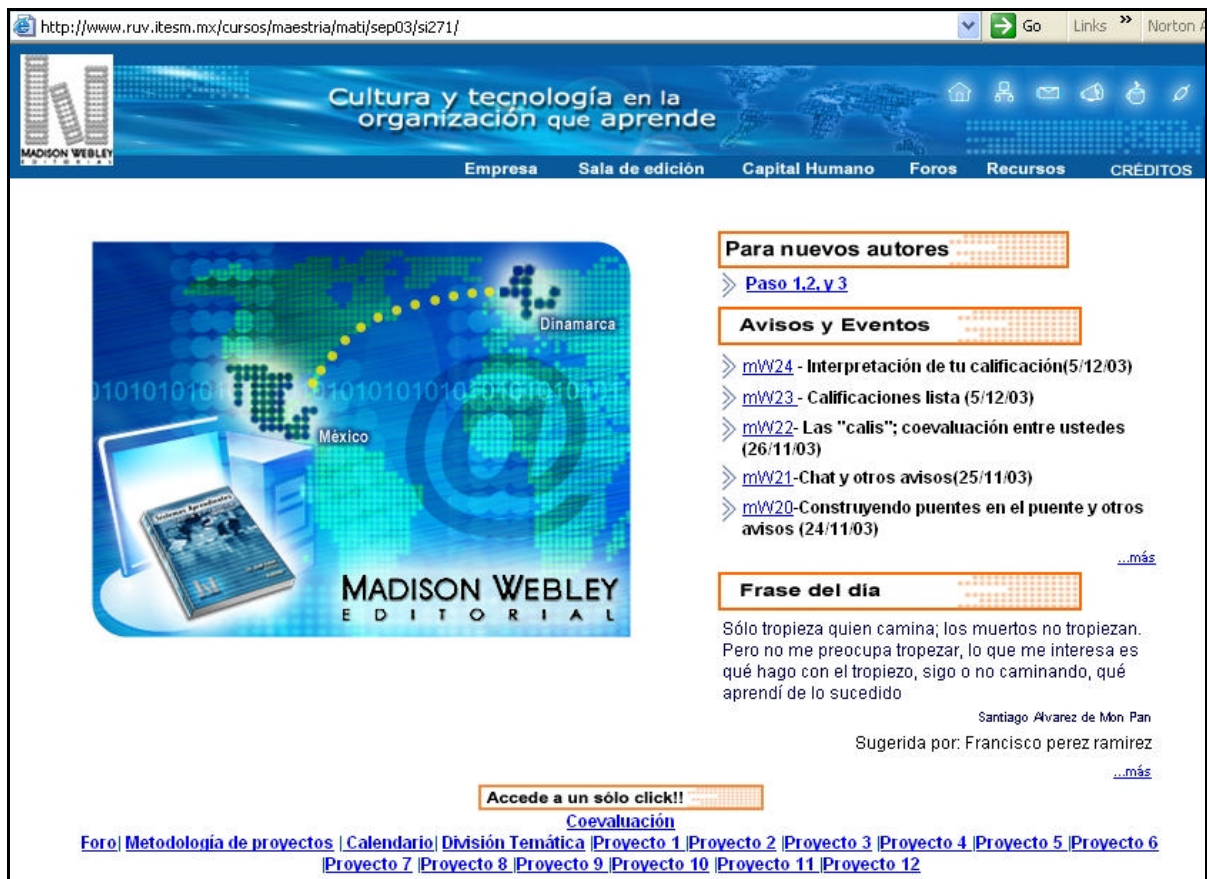 http://www.ruv.itesm.mx/cursos/maestria/mati/sep03/si271/
Go
Links »
Norton
Cultura y tecnología en la
organización que aprende
MADISON WEBLEY
EDITORIAL
Empresa
Sala de edición
Capital Humano
Foros
Recursos
CRÉDITOS
Dinamarca
México
Sistemas Aprendientes
MADISON WEBLEY
EDITORIAL
Para nuevos autores
Paso 1,2, y 3
Avisos y Eventos
mW24 - Interpretación de tu calificación(5/12/03)
mW23 - Calificaciones lista (5/12/03)
mW22- Las "calis"; coevaluación entre ustedes
(26/11/03)
mW21-Chat y otros avisos(25/11/03)
mW20-Construyendo puentes en el puente y otros
avisos (24/11/03)
...más
Frase del día
Sólo tropieza quien camina; los muertos no tropiezan.
Pero no me preocupa tropezar, lo que me interesa es
qué hago con el tropiezo, sigo o no caminando, qué
aprendí de lo sucedido
Santiago Alvarez de Mon Pan
Sugerida por: Francisco perez ramirez
...más
Accede a un sólo click!!
Coevaluación
Foro| Metodología de proyectos | Calendario| División Temática |Proyecto 1 |Proyecto 2 |Proyecto 3 |Proyecto 4 |Proyecto 5 |Proyecto 6
|Proyecto 7 |Proyecto 8 |Proyecto 9 |Proyecto 10 |Proyecto 11 |Proyecto 12